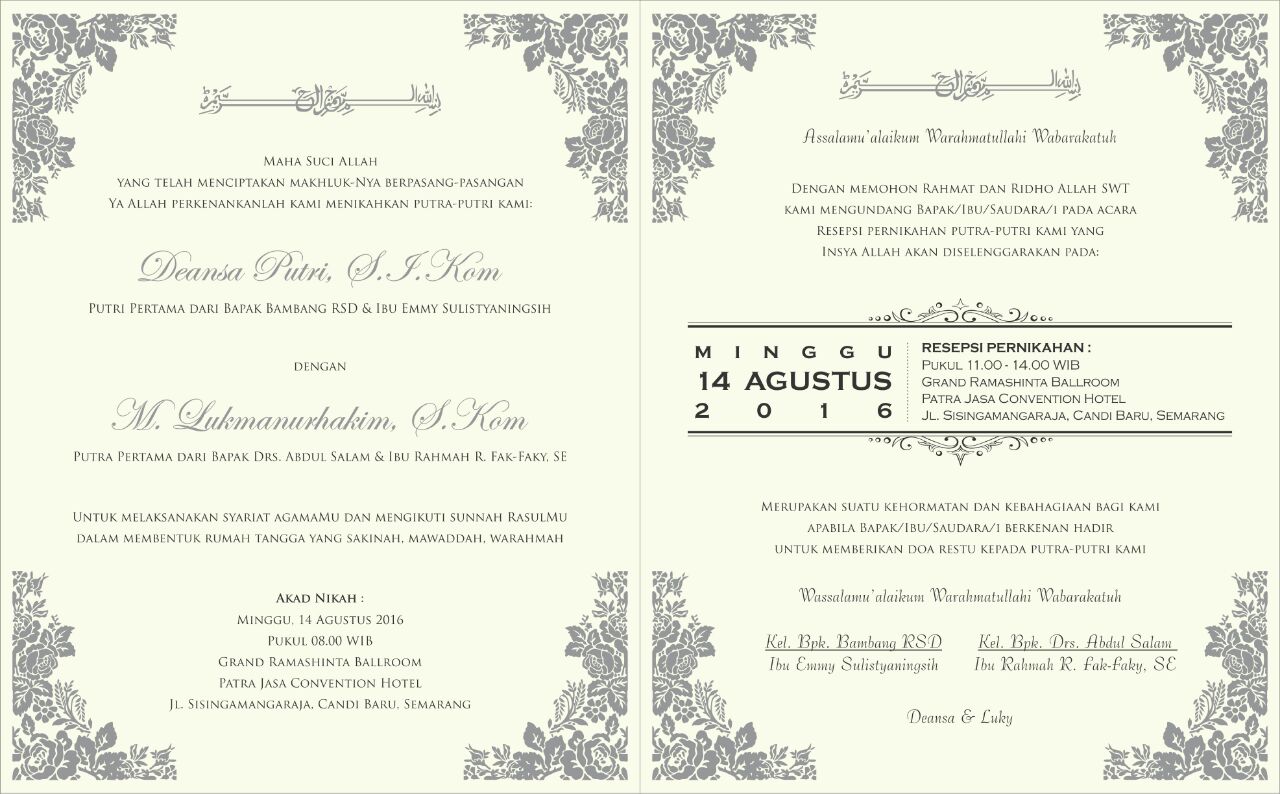 بسم الله الرحمن الرحيم
Maha Suci Allah
yang telah menciptakan makhluk-Nya berpasang-pasangan
Ya Allah perkenankanlah kami menikahkan putra-putri kami:
Deansa Putri, S.I.Kom
Putri Pertama dari Bapak Bambang RSD & Ibu Emmy Sulistyaningsih
dengan
M. Lukmanurhakim, S.Kom
Putra Pertama dari Bapak Drs. Abdul Salam & Ibu Rahmah R. Fak-Faky, SE
Untuk melaksanakan syariat agamaMu dan mengikuti sunnah RasulMu
dalam membentuk rumah tangga yang sakinah, mawaddah, warahmah
Akad Nikah :
Minggu, 14 Agustus 2016
Pukul 08.00 WIB
Grand Ramashinta Ballroom
Patra Jasa Convention Hotel
Jl. Sisingamangaraja, Candi Baru, Semarang
بسم الله الرحمن الرحيم
Assalamu'alaikum Warahmatullahi Wabarakatuh
Dengan memohon Rahmat dan Ridho Allah SWT
kami mengundang Bapak/Ibu/Saudara/i pada acara
Resepsi pernikahan putra-putri kami yang
Insya Allah akan diselenggarakan pada:
MINGGU
14 AGUSTUS
2016
RESEPSI PERNIKAHAN :
Pukul 11.00 - 14.00 WIB
Grand Ramashinta Ballroom
Patra Jasa Convention Hotel
Jl. Sisingamangaraja, Candi Baru, Semarang
Merupakan suatu kehormatan dan kebahagiaan bagi kami
apabila Bapak/Ibu/Saudara/i berkenan hadir
untuk memberikan doa restu kepada putra-putri kami
Wassalamu'alaikum Warahmatullahi Wabarakatuh
Kel. Bpk. Bambang RSD
Ibu Emmy Sulistyaningsih
Kel. Bpk. Drs. Abdul Salam
Ibu Rahmah R. Fak-Faky, SE
Deansa & Luky